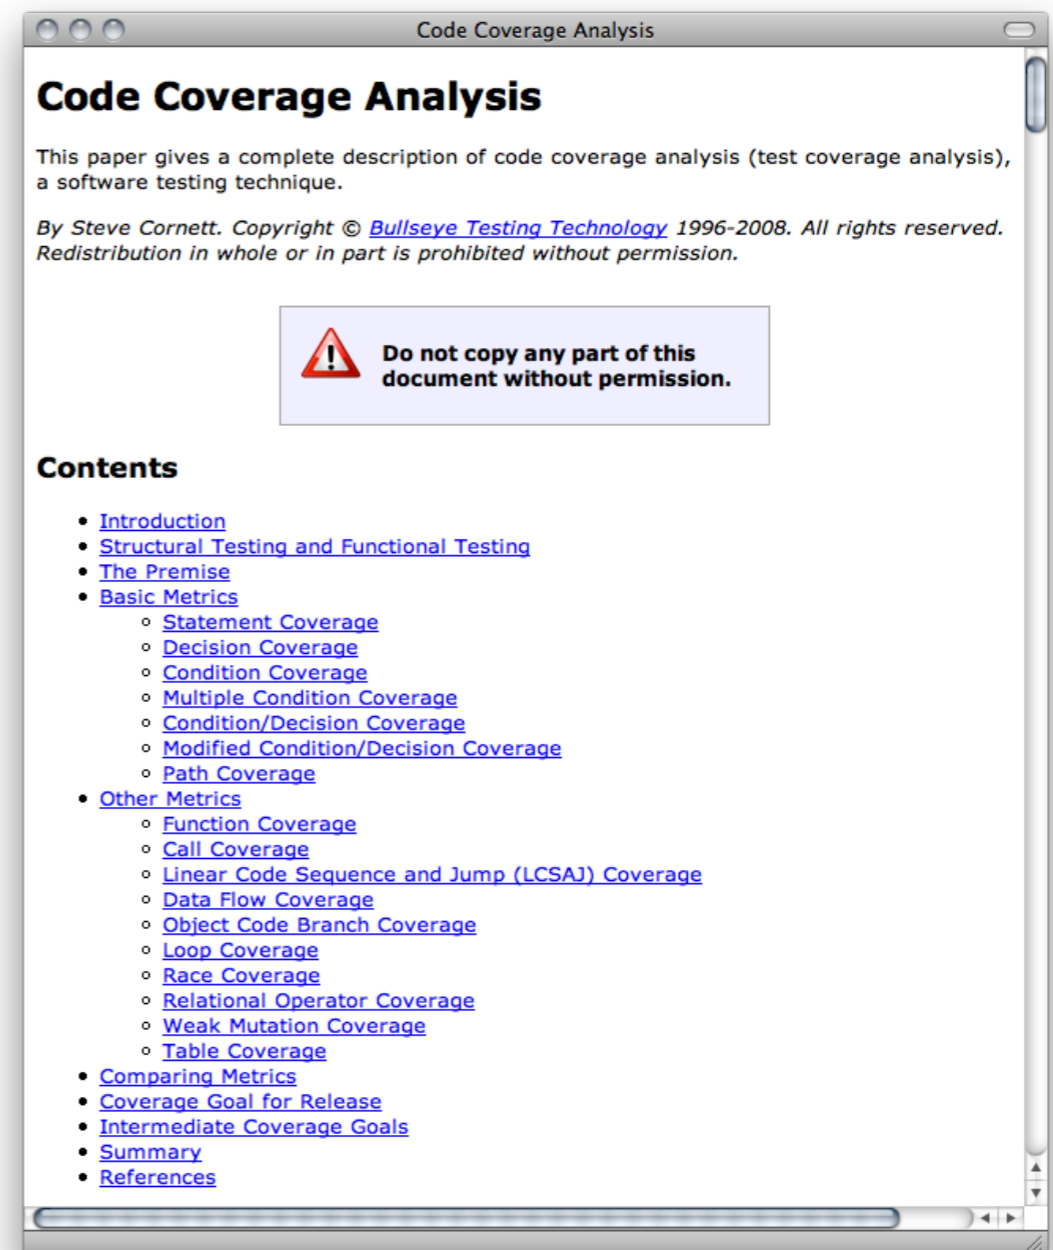 Code Coverage Analysis
Code Coverage Analysis
This paper gives a complete description of code coverage analysis (test coverage analysis),
a software testing technique.
By Steve Cornett. Copyright © Bullseye Testing Technology 1996-2008. All rights reserved.
Redistribution in whole or in part is prohibited without permission.
Do not copy any part of this
document without permission.
Contents
Introduction
Structural Testing and Functional Testing
The Premise
Basic Metrics
Statement Coverage
Decision Coverage
Condition Coverage
Multiple Condition Coverage
Condition/Decision Coverage
Modified Condition/Decision Coverage
Path Coverage
Other Metrics
Function Coverage
Call Coverage
Linear Code Sequence and Jump (LCSAJ) Coverage
Data Flow Coverage
Object Code Branch Coverage
Loop Coverage
Race Coverage
Relational Operator Coverage
Weak Mutation Coverage
Table Coverage
Comparing Metrics
Coverage Goal for Release
Intermediate Coverage Goals
Summary
References